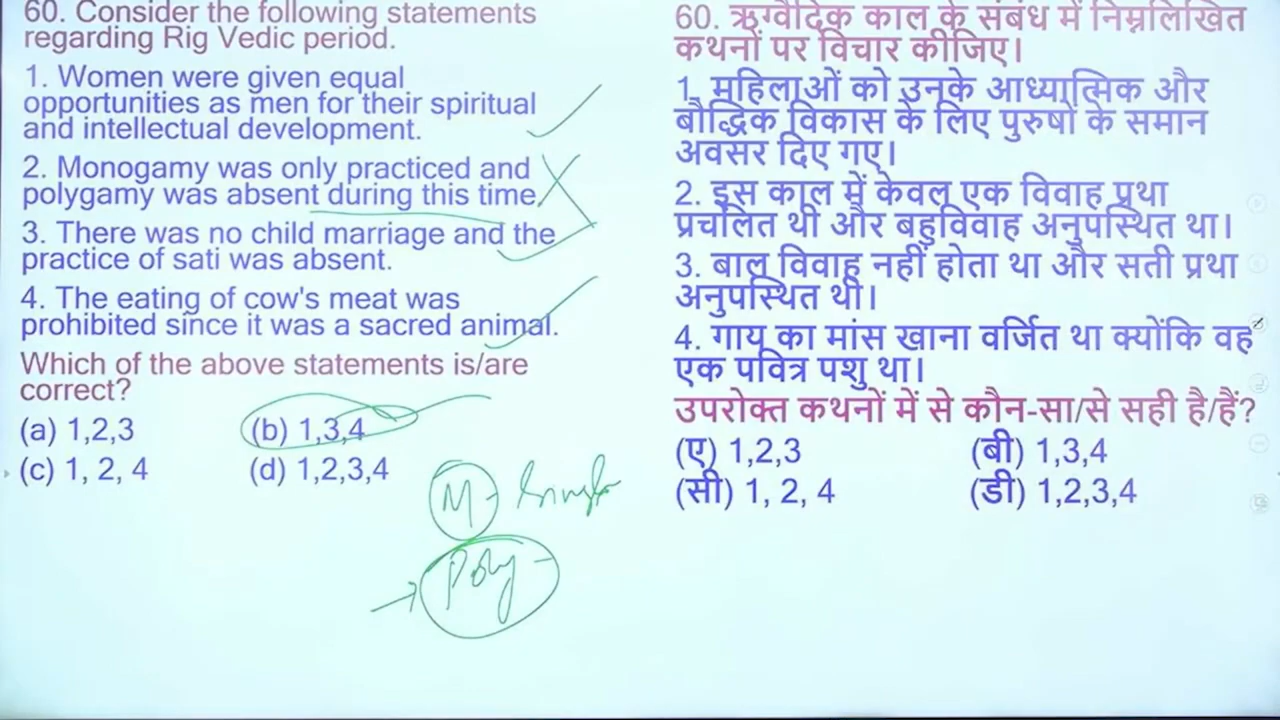 60. Consider the following statements
regarding Rig Vedic period.
1. Women were given equal
opportunities as men for their spiritual
and intellectual development.
2. Monogamy was only practiced and
polygamy was absent during this time.
3. There was no child marriage and the
practice of sati was absent.
4. The eating of cow's meat was
prohibited since it was a sacred animal.
Which of the above statements is/are
correct?
(a) 1,2,3 (b) 1,3,4
(c) 1, 2, 4 (d) 1,2,3,4
M -
Poly -
60. ऋग्वैदिक काल के संबंध में निम्नलिखित
कथनों पर विचार कीजिए।
1. महिलाओं को उनके आध्यात्मिक और
बौद्धिक विकास के लिए पुरुषों के समान
अवसर दिए गए।
2. इस काल में केवल एक विवाह प्रथा
प्रचलित थी और बहुविवाह अनुपस्थित था।
3. बाल विवाह नहीं होता था और सती प्रथा
अनुपस्थित थी।
4. गाय का मांस खाना वर्जित था क्योंकि वह
एक पवित्र पशु था।
उपरोक्त कथनों में से कौन-सा/से सही है/हैं?
(ए) 1,2,3 (बी) 1,3,4
(सी) 1, 2, 4 (डी) 1,2,3,4